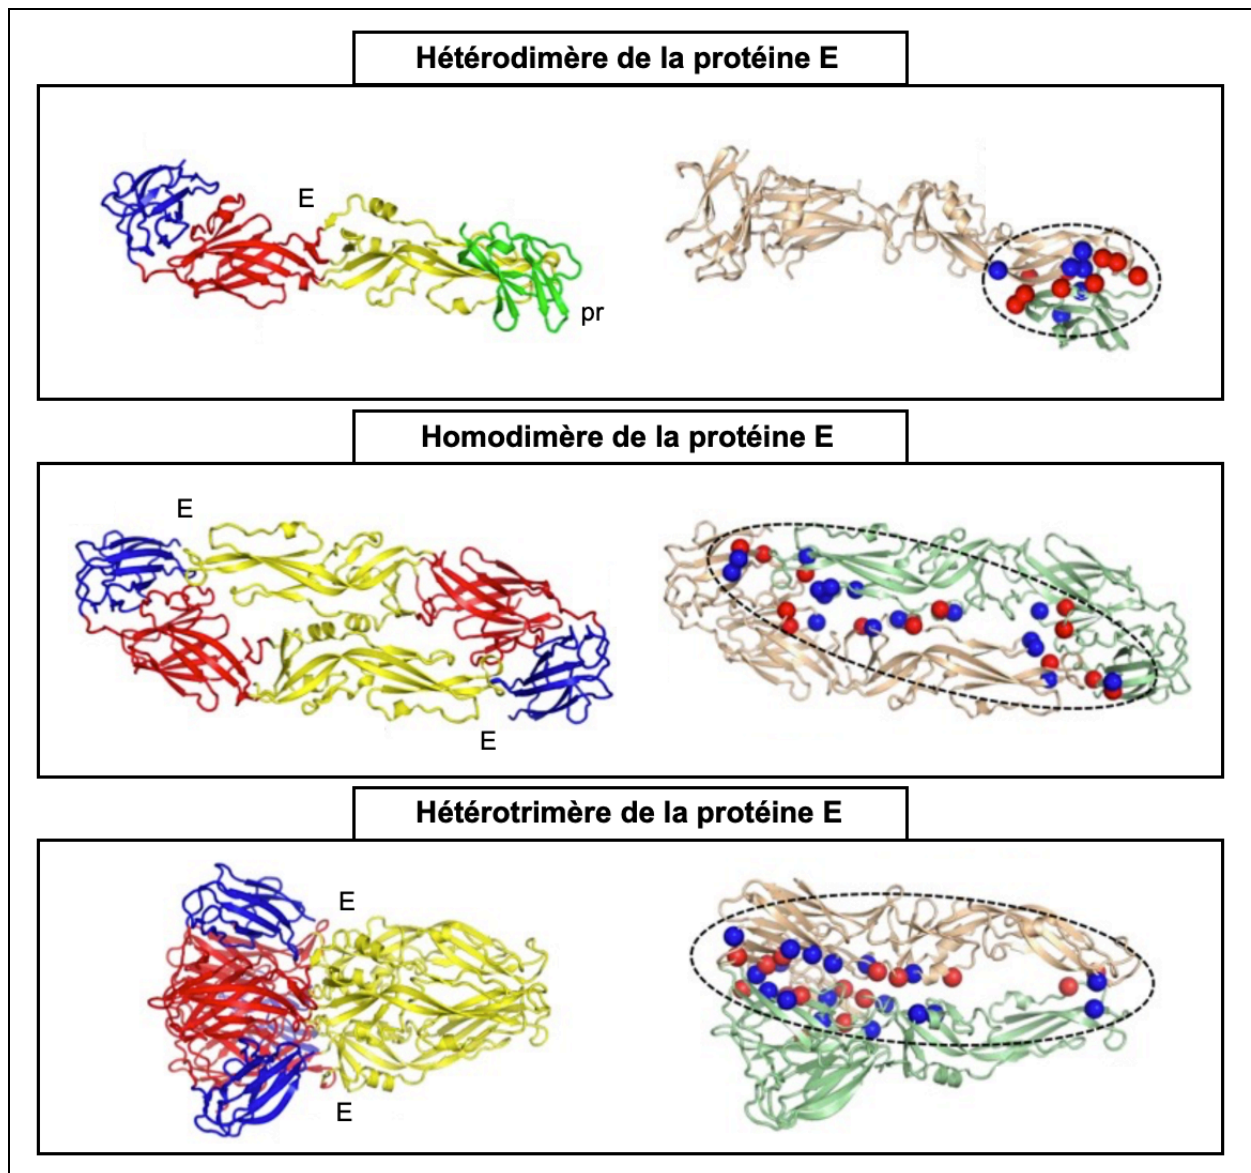 Hétérodimère de la protéine E
E
pr
Homodimère de la protéine E
E
E
Hétérotrimère de la protéine E
E
E